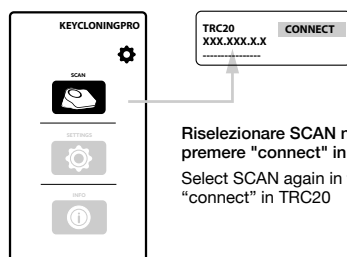 KEYCLONINGPRO
SCAN
SETTINGS
INFO
TRC20
CONNECT
XXX.XXX.X.X
----------------
Riselezionare SCAN
premere "connect" in
Select SCAN again in
“connect” in TRC20